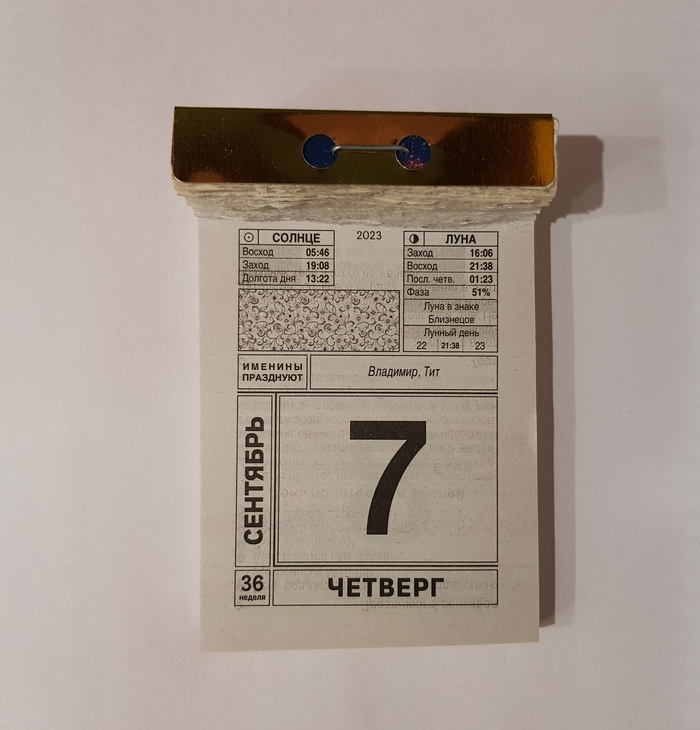 СОЛНЦЕ
Восход 05:46
Заход 19:08
Долгота дня 13:22
2023
ЛУНА
Заход 16:06
Восход 21:38
Посл. четв. 01:23
Фаза 51%
Луна в знаке
Близнецов
Лунный день
22 21:38 23
ИМЕНИНЫ
ПРАЗДНУЮТ
Владимир, Тит
СЕНТЯБРЬ
7
36
неделя
ЧЕТВЕРГ